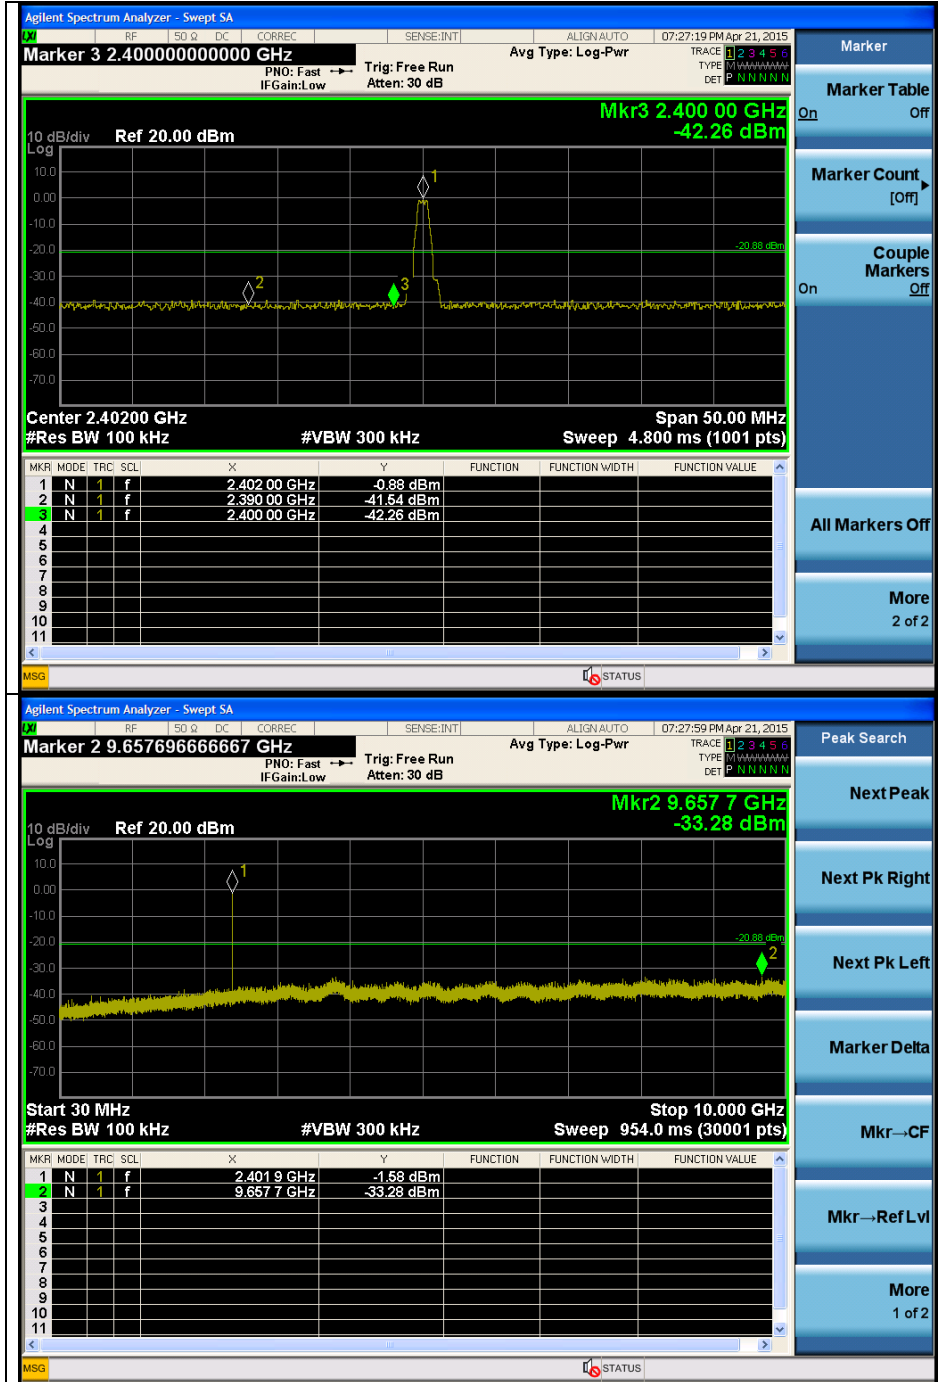 Agilent Spectrum Analyzer - Swept SA
LXI RF 50 Ω DC CORREC SENSE:INT ALIGN AUTO 07:27:19 PM Apr 21, 2015
Marker 3 2.400000000000 GHz
PNO: Fast
IFGain:Low
Trig: Free Run
Atten: 30 dB
Avg Type: Log-Pwr
TRACE 1 2 3 4 5 6
TYPE M WWWWW
DET P N N N N N
Mkr3 2.400 00 GHz
-42.26 dBm
10 dB/div Ref 20.00 dBm
Log
10.0
0.00
-10.0
-20.0
-30.0
-40.0
-50.0
-60.0
-70.0
1
2
3
-20.88 dBm
Center 2.40200 GHz Span 50.00 MHz
#Res BW 100 kHz #VBW 300 kHz Sweep 4.800 ms (1001 pts)
MKR MODE TRC SCL X Y FUNCTION FUNCTION WIDTH FUNCTION VALUE
1 N 1 f 2.402 00 GHz -0.88 dBm
2 N 1 f 2.390 00 GHz -41.54 dBm
3 N 1 f 2.400 00 GHz -42.26 dBm
4
5
6
7
8
9
10
11
MSG STATUS
Marker
Marker Table
On Off
Marker Count
[Off]
Couple
Markers
On Off
All Markers Off
More
2 of 2
Agilent Spectrum Analyzer - Swept SA
LXI RF 50 Ω DC CORREC SENSE:INT ALIGN AUTO 07:27:59 PM Apr 21, 2015
Marker 2 9.657696666667 GHz
PNO: Fast
IFGain:Low
Trig: Free Run
Atten: 30 dB
Avg Type: Log-Pwr
TRACE 1 2 3 4 5 6
TYPE M WWWWW
DET P N N N N N
Mkr2 9.657 7 GHz
-33.28 dBm
10 dB/div Ref 20.00 dBm
Log
10.0
0.00
-10.0
-20.0
-30.0
-40.0
-50.0
-60.0
-70.0
1
2
-20.88 dBm
Start 30 MHz Stop 10.000 GHz
#Res BW 100 kHz #VBW 300 kHz Sweep 954.0 ms (30001 pts)
MKR MODE TRC SCL X Y FUNCTION FUNCTION WIDTH FUNCTION VALUE
1 N 1 f 2.401 9 GHz -1.58 dBm
2 N 1 f 9.657 7 GHz -33.28 dBm
3
4
5
6
7
8
9
10
11
MSG STATUS
Peak Search
Next Peak
Next Pk Right
Next Pk Left
Marker Delta
Mkr→CF
Mkr→Ref Lvl
More
1 of 2